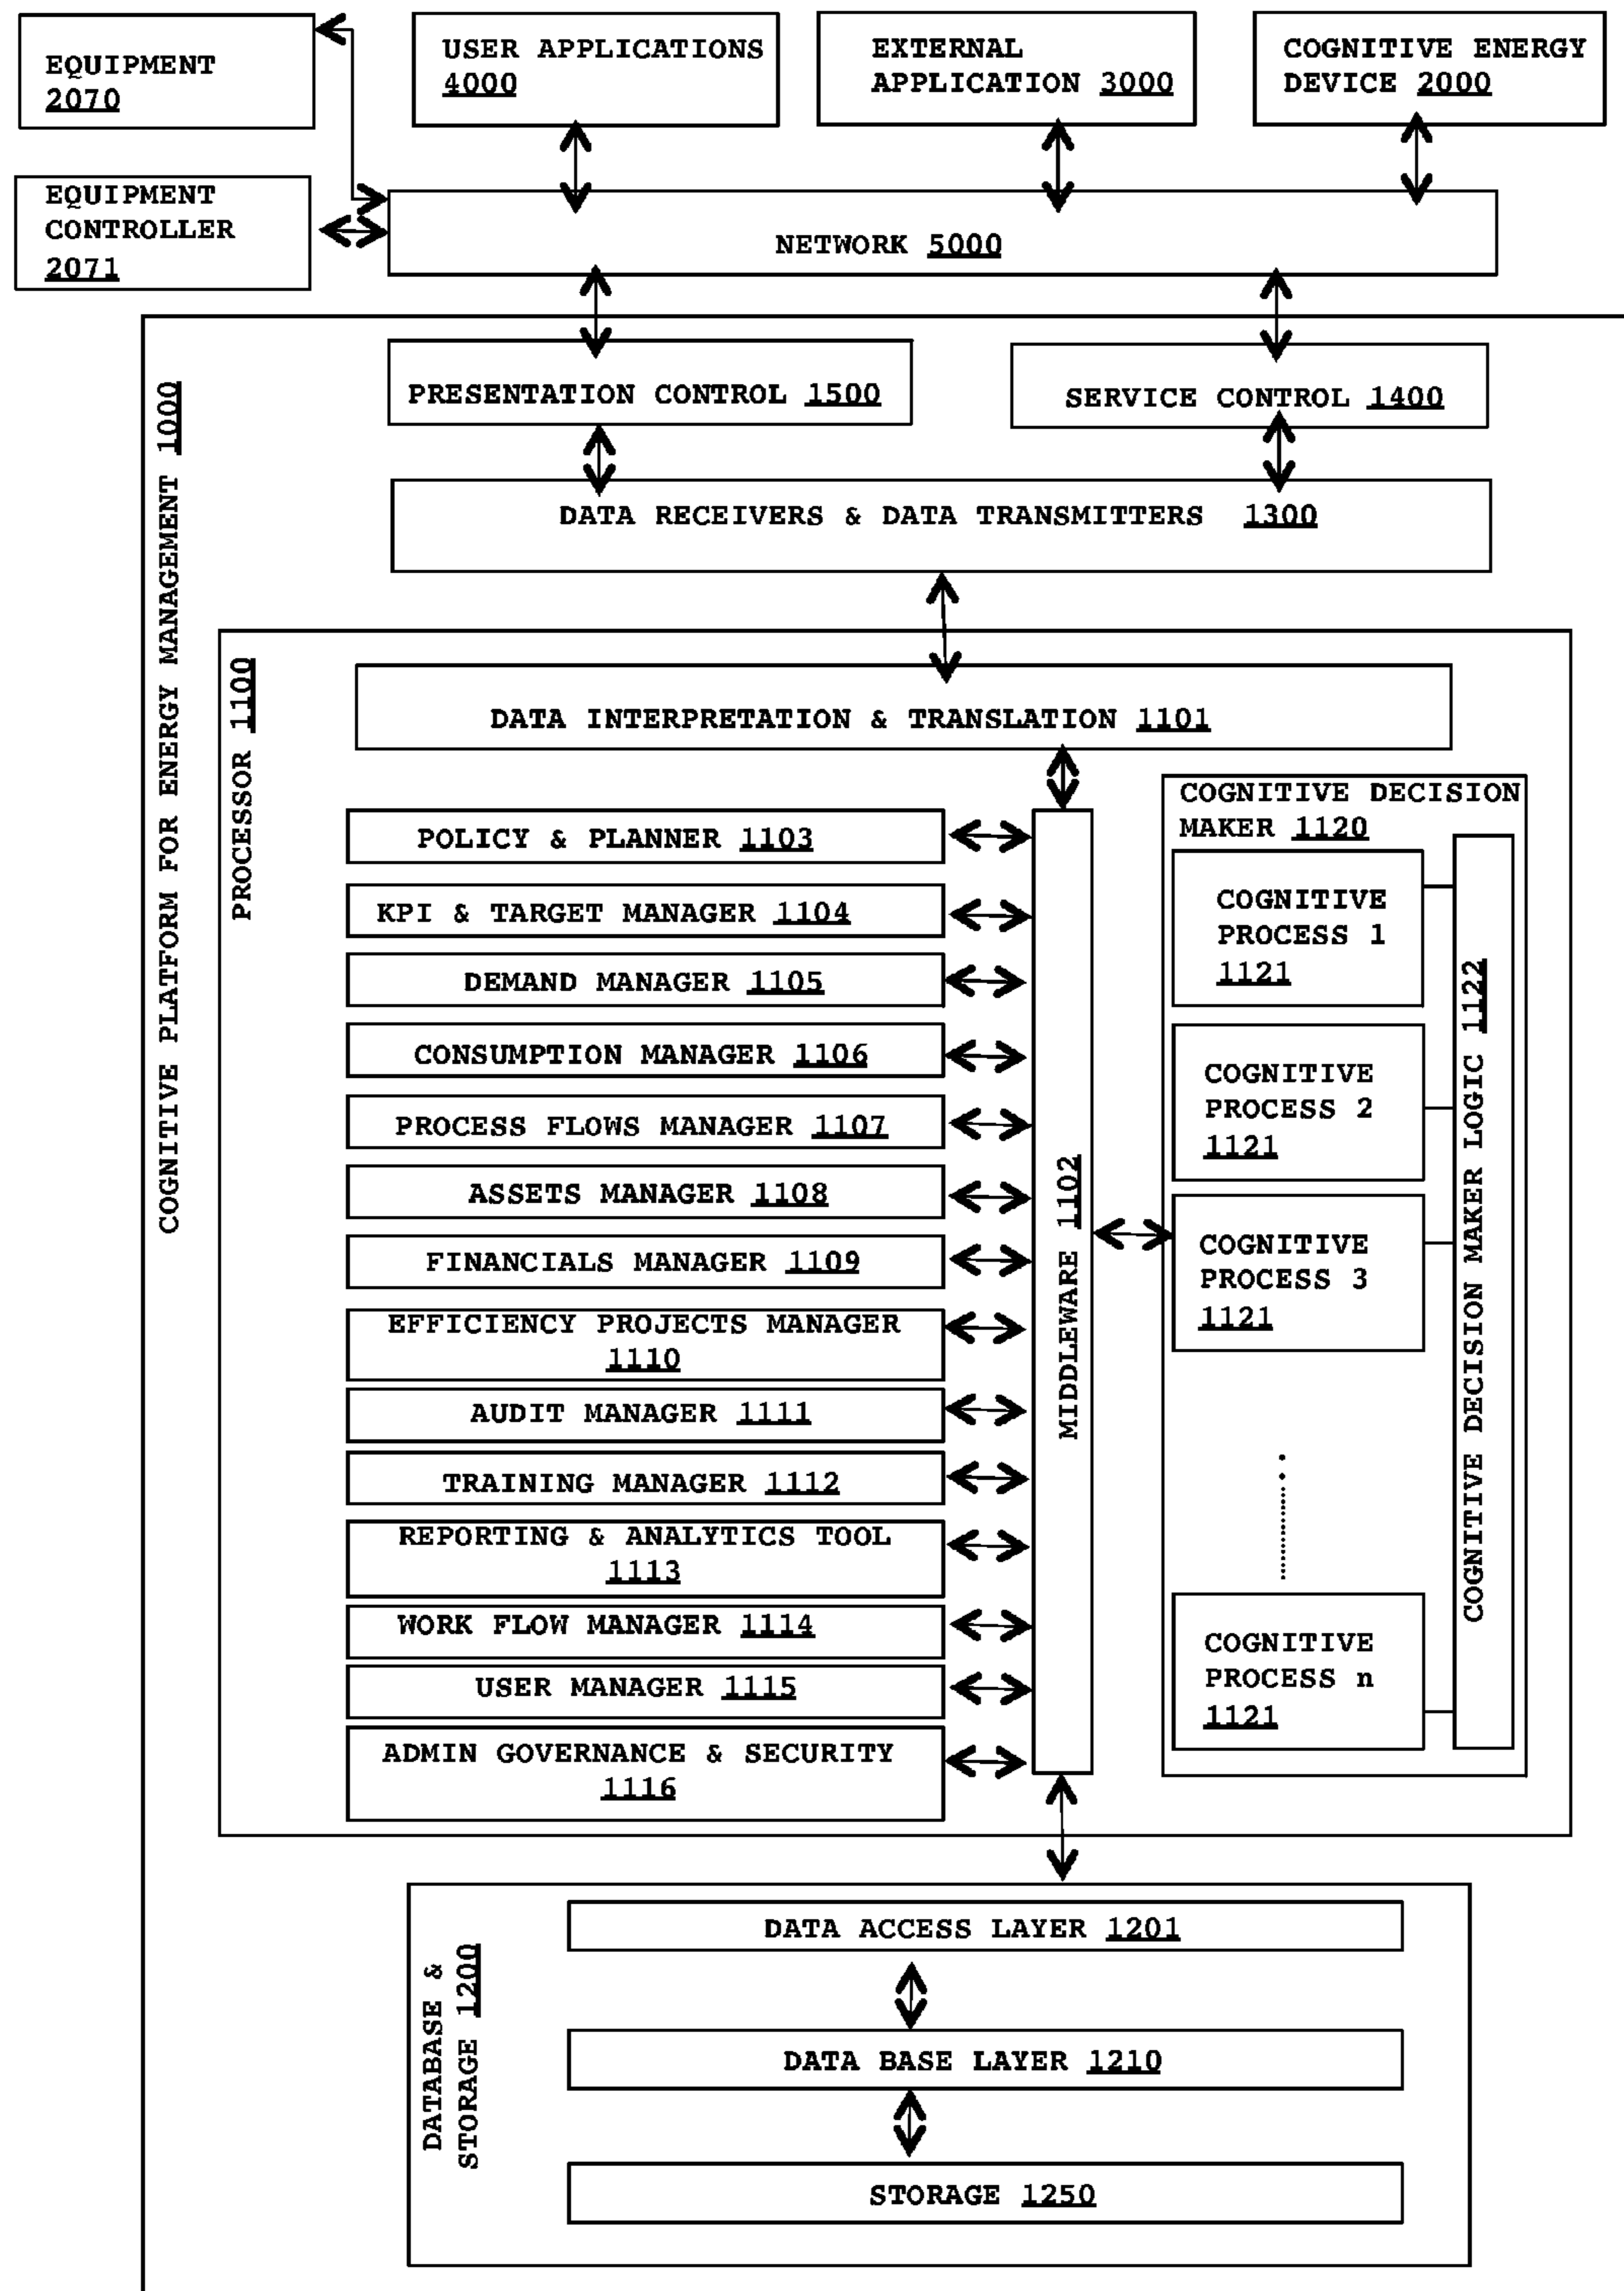 EQUIPMENT
2070
USER APPLICATIONS
4000
EXTERNAL
APPLICATION 3000
COGNITIVE ENERGY
DEVICE 2000
EQUIPMENT
CONTROLLER
2071
NETWORK 5000
COGNITIVE PLATFORM FOR ENERGY MANAGEMENT 1000
PRESENTATION CONTROL 1500
SERVICE CONTROL 1400
DATA RECEIVERS & DATA TRANSMITTERS 1300
PROCESSOR 1100
DATA INTERPRETATION & TRANSLATION 1101
POLICY & PLANNER 1103
KPI & TARGET MANAGER 1104
DEMAND MANAGER 1105
CONSUMPTION MANAGER 1106
PROCESS FLOWS MANAGER 1107
ASSETS MANAGER 1108
FINANCIALS MANAGER 1109
EFFICIENCY PROJECTS MANAGER
1110
AUDIT MANAGER 1111
TRAINING MANAGER 1112
REPORTING & ANALYTICS TOOL
1113
WORK FLOW MANAGER 1114
USER MANAGER 1115
ADMIN GOVERNANCE & SECURITY
1116
MIDDLEWARE 1102
COGNITIVE DECISION
MAKER 1120
COGNITIVE
PROCESS 1
1121
COGNITIVE
PROCESS 2
1121
COGNITIVE
PROCESS 3
1121
COGNITIVE
PROCESS n
1121
COGNITIVE DECISION MAKER LOGIC 1122
DATABASE &
STORAGE 1200
DATA ACCESS LAYER 1201
DATA BASE LAYER 1210
STORAGE 1250